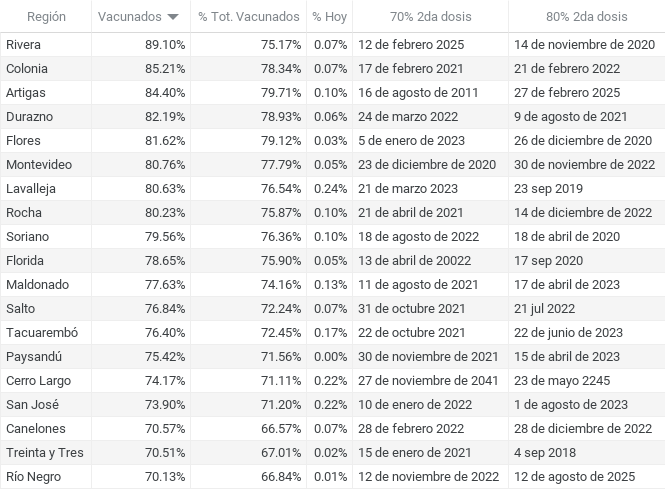 Región Vacunados % Tot. Vacunados % Hoy 70% 2da dosis 80% 2da dosis
Rivera 89.10% 75.17% 0.07% 12 de febrero 2025 14 de noviembre de 2020
Colonia 85.21% 78.34% 0.07% 17 de febrero 2021 21 de febrero 2022
Artigas 84.40% 79.71% 0.10% 16 de agosto de 2011 27 de febrero 2025
Durazno 82.19% 78.93% 0.06% 24 de marzo 2022 9 de agosto de 2021
Flores 81.62% 79.12% 0.03% 5 de enero de 2023 26 de diciembre de 2020
Montevideo 80.76% 77.79% 0.05% 23 de diciembre de 2020 30 de noviembre de 2022
Lavalleja 80.63% 76.54% 0.24% 21 de marzo 2023 23 sep 2019
Rocha 80.23% 75.87% 0.10% 21 de abril de 2021 14 de diciembre de 2022
Soriano 79.56% 76.36% 0.10% 18 de agosto de 2022 18 de abril de 2020
Florida 78.65% 75.90% 0.05% 13 de abril de 20022 17 sep 2020
Maldonado 77.63% 74.16% 0.13% 11 de agosto de 2021 17 de abril de 2023
Salto 76.84% 72.24% 0.07% 31 de octubre 2021 21 jul 2022
Tacuarembó 76.40% 72.45% 0.17% 22 de octubre 2021 22 de junio de 2023
Paysandú 75.42% 71.56% 0.00% 30 de noviembre de 2021 15 de abril de 2023
Cerro Largo 74.17% 71.11% 0.22% 27 de noviembre de 2041 23 de mayo 2245
San José 73.90% 71.20% 0.22% 10 de enero de 2022 1 de agosto de 2023
Canelones 70.57% 66.57% 0.07% 28 de febrero 2022 28 de diciembre de 2022
Treinta y Tres 70.51% 67.01% 0.02% 15 de enero de 2021 4 sep 2018
Río Negro 70.13% 66.84% 0.01% 12 de noviembre de 2022 12 de agosto de 2025